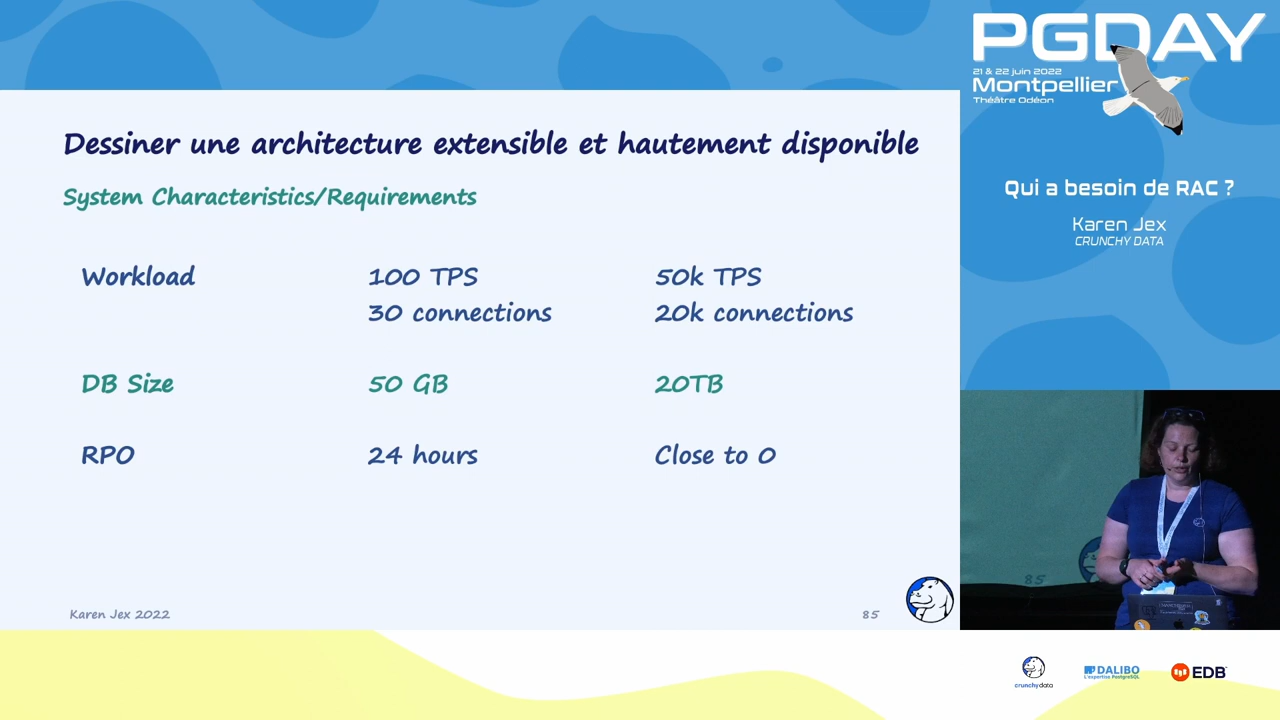 Dessiner une architecture extensible et hautement disponible
System Characteristics/Requirements
Workload 100 TPS 50k TPS
30 connections 20k connections
DB Size 50 GB 20TB
RPO 24 hours Close to 0
Karen Jex 2022
85
PGDAY
21 & 22 juin 2022
Montpellier
Théâtre Odéon
Qui a besoin de RAC ?
Karen Jex
CRUNCHY DATA
85
crunchydata
DALIBO
L'expertise PostgreSQL
EDB